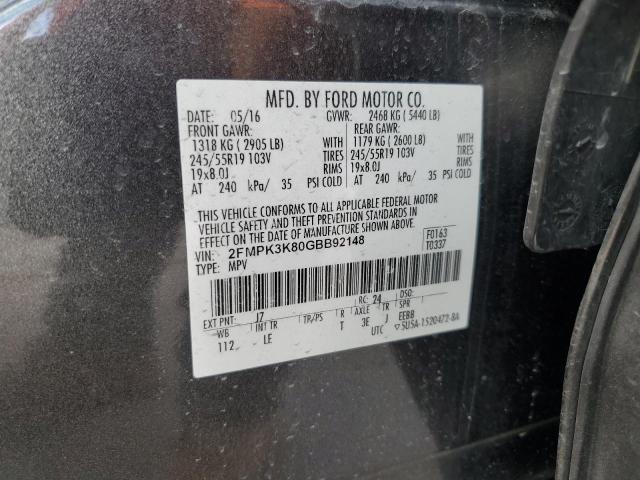 MFD. BY FORD MOTOR CO.
DATE: 05/16 GVWR: 2468 KG ( 5440 LB)
FRONT GAWR: REAR GAWR:
1318 KG ( 2905 LB) WITH 1179 KG ( 2600 LB) WITH
245/55R19 103V TIRES 245/55R19 103V TIRES
19x8.0J RIMS 19x8.0J RIMS
AT 240 kPa/ 35 PSI COLD AT 240 kPa/ 35 PSI COLD
THIS VEHICLE CONFORMS TO ALL APPLICABLE FEDERAL MOTOR
VEHICLE SAFETY AND THEFT PREVENTION STANDARDS IN
EFFECT ON THE DATE OF MANUFACTURE SHOWN ABOVE.
VIN: 2FMPK3K80GBB92148 F0163
TYPE: MPV T0337
EXT PNT: J7 RC: 24 DSO:
WB INT TR TP/PS R AXLE TR SPR
112 LE T 3E J EEBB
UTC ▽5U5A-1520472-BA